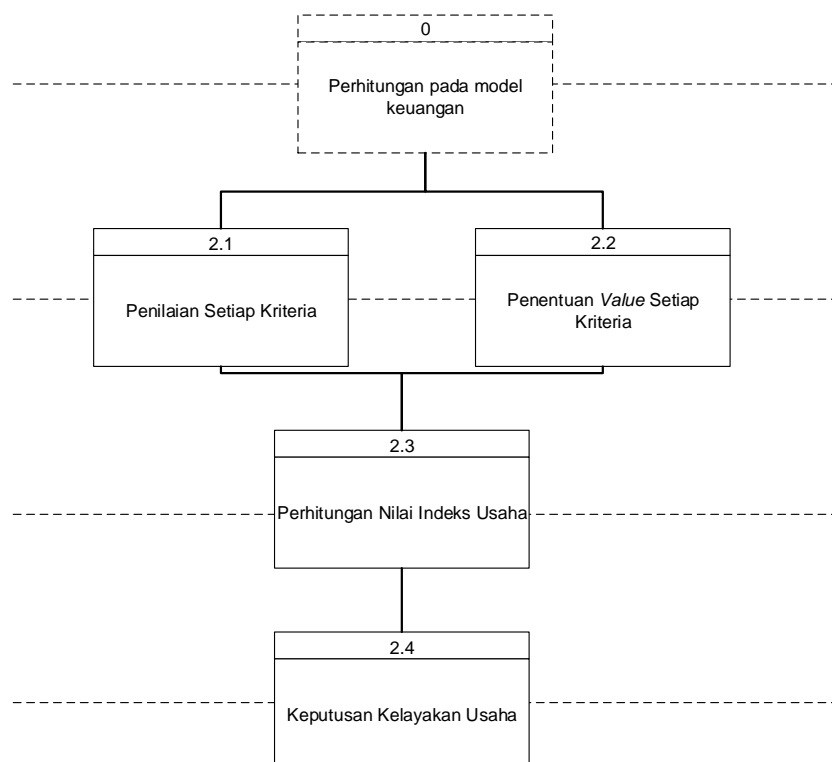 0
Perhitungan pada model
keuangan
2.1
Penilaian Setiap Kriteria
2.2
Penentuan Value Setiap
Kriteria
2.3
Perhitungan Nilai Indeks Usaha
2.4
Keputusan Kelayakan Usaha